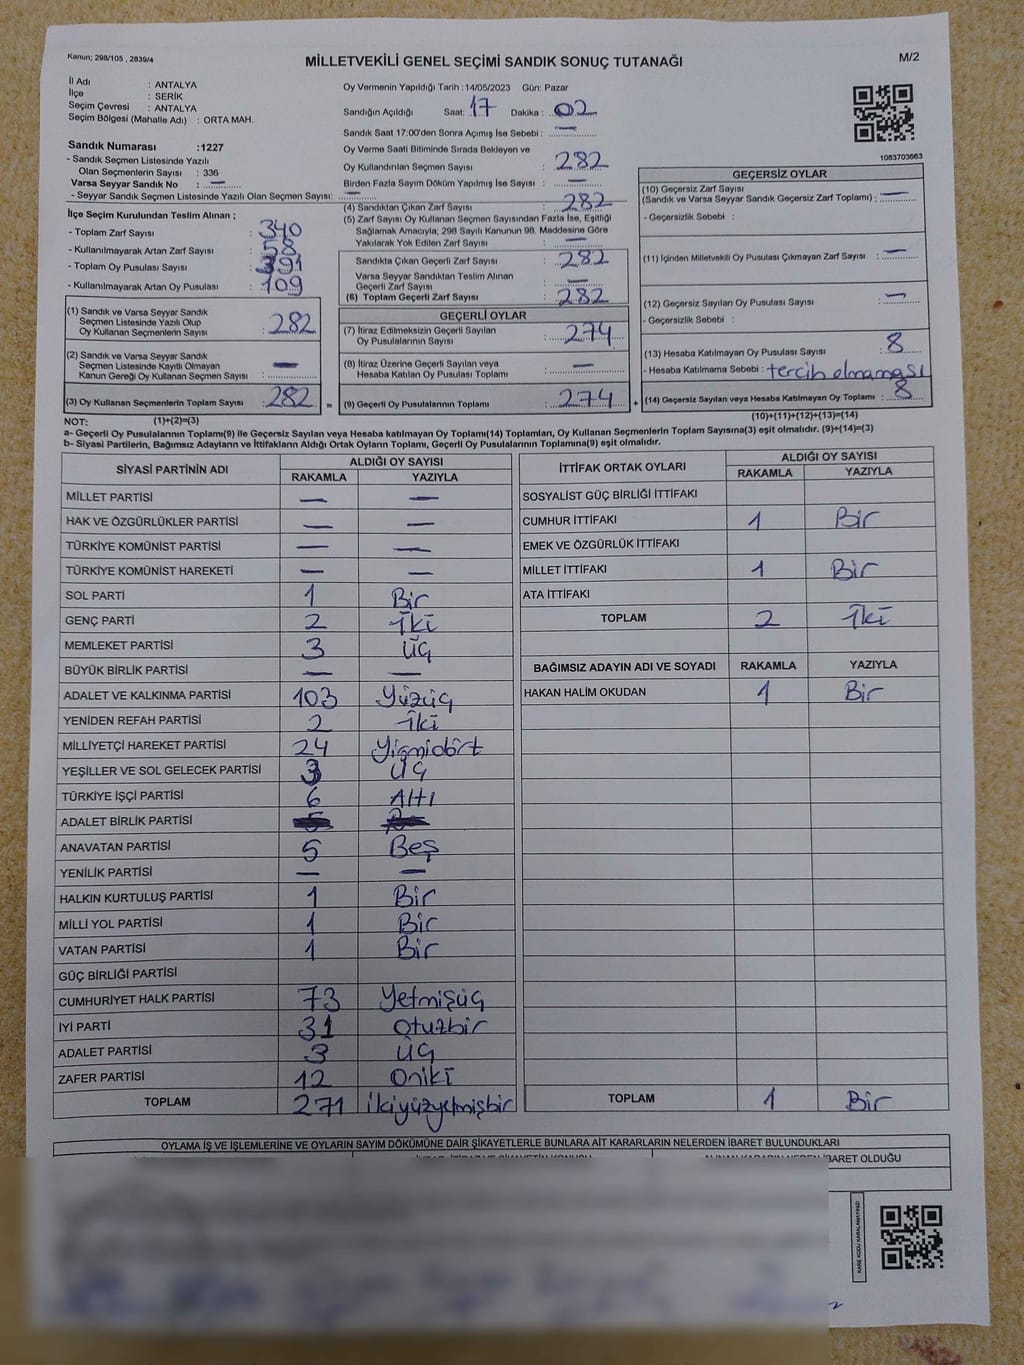 Kanun; 298/105 , 2839/4
MİLLETVEKİLİ GENEL SEÇİMİ SANDIK SONUÇ TUTANAĞI
M/2
İl Adı : ANTALYA
İlçe : SERİK
Seçim Çevresi : ANTALYA
Seçim Bölgesi (Mahalle Adı) : ORTA MAH.
Sandık Numarası :1227
- Sandık Seçmen Listesinde Yazılı
Olan Seçmenlerin Sayısı : 336
Varsa Seyyar Sandık No : —
- Seyyar Sandık Seçmen Listesinde Yazılı Olan Seçmen Sayısı: —
İlçe Seçim Kurulundan Teslim Alınan ;
- Toplam Zarf Sayısı : 340
- Kullanılmayarak Artan Zarf Sayısı : 58
- Toplam Oy Pusulası Sayısı : 391
- Kullanılmayarak Artan Oy Pusulası : 109
(1) Sandık ve Varsa Seyyar Sandık
Seçmen Listesinde Yazılı Olup
Oy Kullanan Seçmenlerin Sayısı : 282
(2) Sandık ve Varsa Seyyar Sandık
Seçmen Listesinde Kayıtlı Olmayan
Kanun Gereği Oy Kullanan Seçmen Sayısı : —
(3) Oy Kullanan Seçmenlerin Toplam Sayısı : 282
Oy Vermenin Yapıldığı Tarih :14/05/2023 Gün: Pazar
Sandığın Açıldığı Saat: 17 Dakika : 02
Sandık Saat 17:00'den Sonra Açımış İse Sebebi : —
Oy Verme Saati Bitiminde Sırada Bekleyen ve
Oy Kullandırılan Seçmen Sayısı : 282
Birden Fazla Sayım Döküm Yapılmış İse Sayısı : —
(4) Sandıktan Çıkan Zarf Sayısı : 282
(5) Zarf Sayısı Oy Kullanan Seçmen Sayısından Fazla İse, Eşitliği
Sağlamak Amacıyla, 298 Sayılı Kanunun 98. Maddesine Göre
Yakılarak Yok Edilen Zarf Sayısı : —
Sandıkta Çıkan Geçerli Zarf Sayısı : 282
Varsa Seyyar Sandıktan Teslim Alınan
Geçerli Zarf Sayısı : —
(6) Toplam Geçerli Zarf Sayısı : 282
GEÇERLİ OYLAR
(7) İtiraz Edilmeksizin Geçerli Sayılan
Oy Pusulalarının Sayısı : 274
(8) İtiraz Üzerine Geçerli Sayılan veya
Hesaba Katılan Oy Pusulası Toplamı : —
= (9) Geçerli Oy Pusulalarının Toplamı : 274 +
1063703663
GEÇERSİZ OYLAR
(10) Geçersiz Zarf Sayısı
(Sandık ve Varsa Seyyar Sandık Geçersiz Zarf Toplamı) : —
- Geçersizlik Sebebi :
(11) İçinden Milletvekili Oy Pusulası Çıkmayan Zarf Sayısı : —
(12) Geçersiz Sayılan Oy Pusulası Sayısı : —
- Geçersizlik Sebebi :
(13) Hesaba Katılmayan Oy Pusulası Sayısı : 8
- Hesaba Katılmama Sebebi : tercih olmaması
(14) Geçersiz Sayılan veya Hesaba Katılmayan Oy Toplamı : 8
NOT: (1)+(2)=(3) (10)+(11)+(12)+(13)=(14)
a- Geçerli Oy Pusulalarının Toplamı(9) ile Geçersiz Sayılan veya Hesaba katılmayan Oy Toplamı(14) Toplamları, Oy Kullanan Seçmenlerin Toplam Sayısına(3) eşit olmalıdır. (9)+(14)=(3)
b- Siyasi Partilerin, Bağımsız Adayların ve İttifakların Aldığı Ortak Oyların Toplamı, Geçerli Oy Pusulalarının Toplamına(9) eşit olmalıdır.
SİYASİ PARTİNİN ADI ALDIĞI OY SAYISI
RAKAMLA YAZIYLA
MİLLET PARTİSİ — —
HAK VE ÖZGÜRLÜKLER PARTİSİ — —
TÜRKİYE KOMÜNİST PARTİSİ — —
TÜRKİYE KOMÜNİST HAREKETİ — —
SOL PARTİ 1 Bir
GENÇ PARTİ 2 İki
MEMLEKET PARTİSİ 3 Üç
BÜYÜK BİRLİK PARTİSİ — —
ADALET VE KALKINMA PARTİSİ 103 Yüzüç
YENİDEN REFAH PARTİSİ 2 İki
MİLLİYETÇİ HAREKET PARTİSİ 24 Yirmidört
YEŞİLLER VE SOL GELECEK PARTİSİ 3 Üç
TÜRKİYE İŞÇİ PARTİSİ 6 Altı
ADALET BİRLİK PARTİSİ
ANAVATAN PARTİSİ 5 Beş
YENİLİK PARTİSİ — —
HALKIN KURTULUŞ PARTİSİ 1 Bir
MİLLİ YOL PARTİSİ 1 Bir
VATAN PARTİSİ 1 Bir
GÜÇ BİRLİĞİ PARTİSİ
CUMHURİYET HALK PARTİSİ 73 Yetmişüç
İYİ PARTİ 31 Otuzbir
ADALET PARTİSİ 3 Üç
ZAFER PARTİSİ 12 Oniki
TOPLAM 271 ikiyüzyetmişbir
İTTİFAK ORTAK OYLARI ALDIĞI OY SAYISI
RAKAMLA YAZIYLA
SOSYALİST GÜÇ BİRLİĞİ İTTİFAKI
CUMHUR İTTİFAKI 1 Bir
EMEK VE ÖZGÜRLÜK İTTİFAKI
MİLLET İTTİFAKI 1 Bir
ATA İTTİFAKI
TOPLAM 2 İki
BAĞIMSIZ ADAYIN ADI VE SOYADI RAKAMLA YAZIYLA
HAKAN HALİM OKUDAN 1 Bir
TOPLAM 1 Bir
OYLAMA İŞ VE İŞLEMLERİNE VE OYLARIN SAYIM DÖKÜMÜNE DAİR ŞİKAYETLERLE BUNLARA AİT KARARLARIN NELERDEN İBARET BULUNDUKLARI
İBARET OLDUĞU